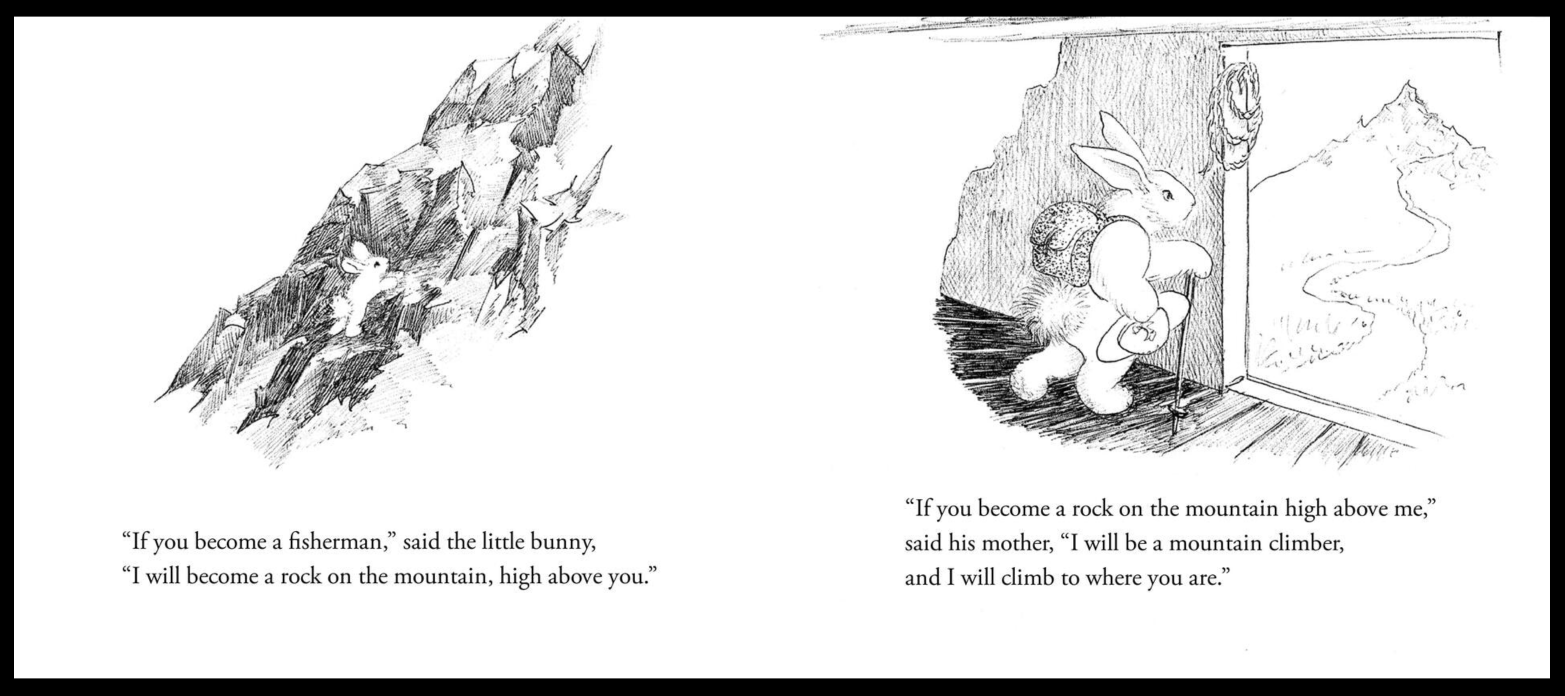 “If you become a fisherman,” said the little bunny,
“I will become a rock on the mountain, high above you.”
“If you become a rock on the mountain high above me,”
said his mother, “I will be a mountain climber,
and I will climb to where you are.”